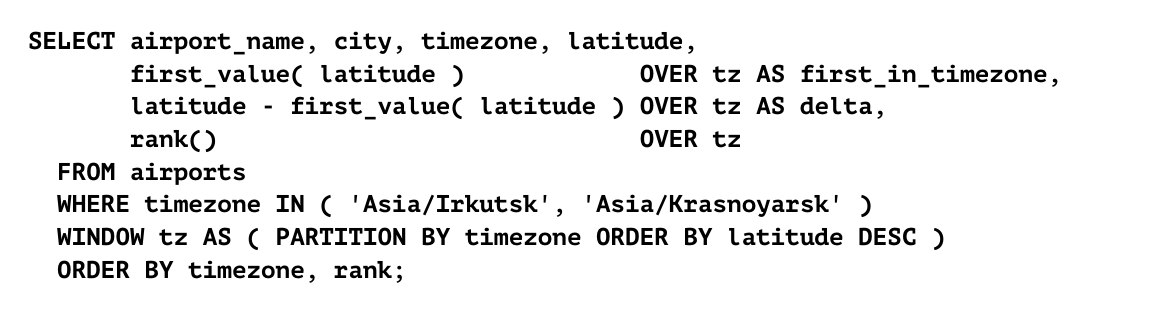 SELECT airport_name, city, timezone, latitude,
       first_value( latitude )            OVER tz AS first_in_timezone,
       latitude - first_value( latitude ) OVER tz AS delta,
       rank()                             OVER tz
  FROM airports
  WHERE timezone IN ( 'Asia/Irkutsk', 'Asia/Krasnoyarsk' )
  WINDOW tz AS ( PARTITION BY timezone ORDER BY latitude DESC )
  ORDER BY timezone, rank;